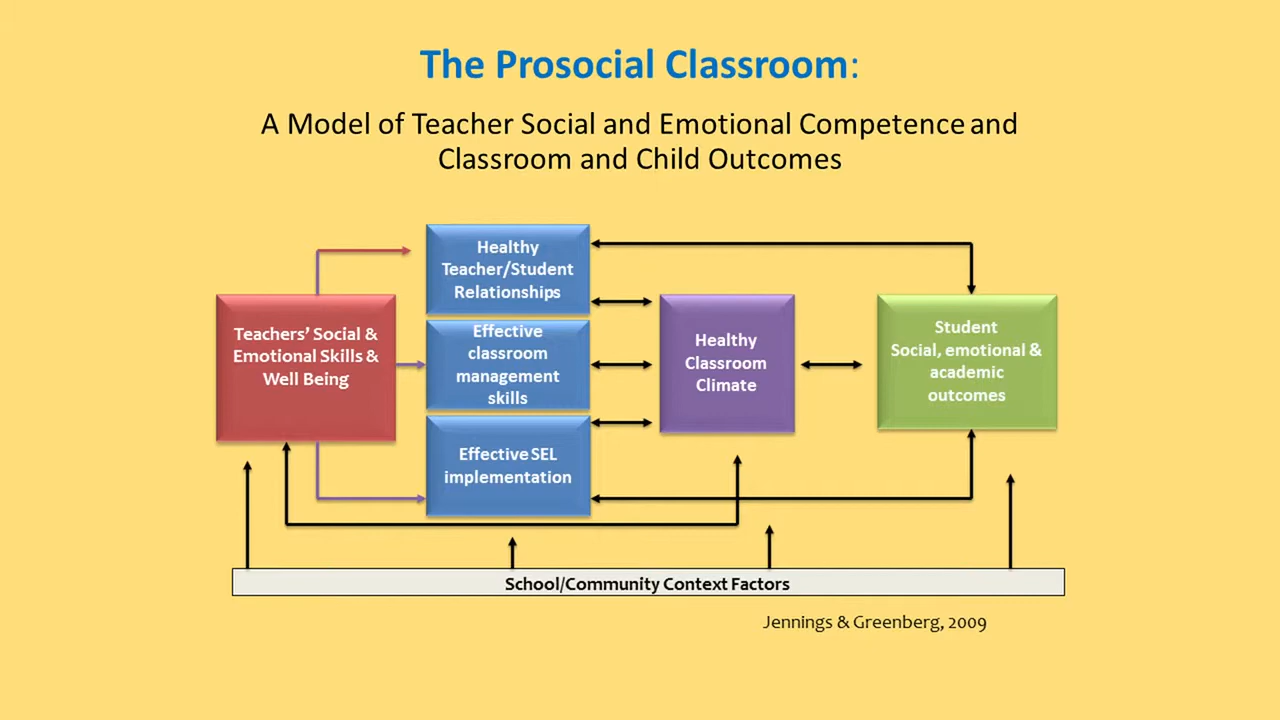 The Prosocial Classroom:
A Model of Teacher Social and Emotional Competence and
Classroom and Child Outcomes
Healthy
Teacher/Student
Relationships
Teachers’ Social &
Emotional Skills &
Well Being
Effective
classroom
management
skills
Healthy
Classroom
Climate
Student
Social, emotional &
academic
outcomes
Effective SEL
implementation
School/Community Context Factors
Jennings & Greenberg, 2009